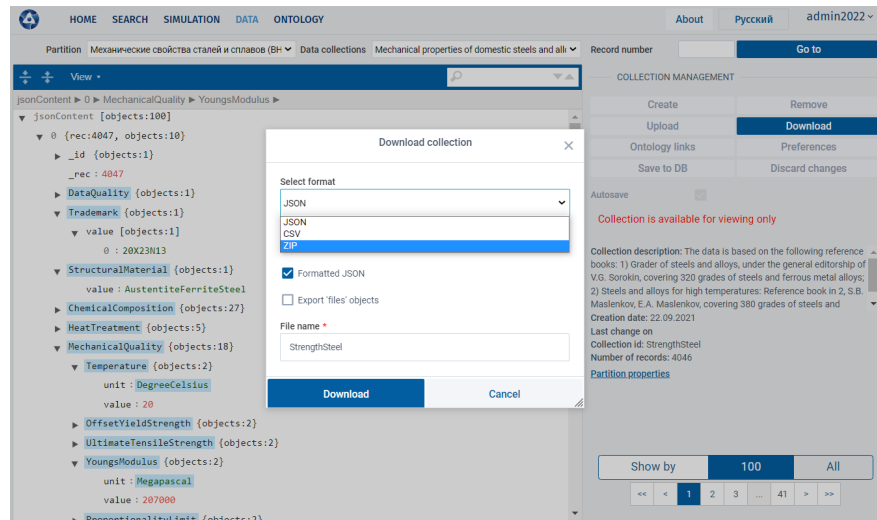 HOME SEARCH SIMULATION DATA ONTOLOGY About Русский admin2022
Partition Механические свойства сталей и сплавов (ВН Data collections Mechanical properties of domestic steels and all Record number Go to
View
COLLECTION MANAGEMENT
jsonContent ▶ 0 ▶ MechanicalQuality ▶ YoungsModulus ▶
Create Remove
Upload Download
Ontology links Preferences
Save to DB Discard changes
Autosave
Collection is available for viewing only
Collection description: The data is based on the following reference
books: 1) Grader of steels and alloys, under the general editorship of
V.G. Sorokin, covering 320 grades of steels and ferrous metal alloys;
2) Steels and alloys for high temperatures: Reference book in 2, S.B.
Maslenkov, E.A. Maslenkov, covering 380 grades of steels and
Creation date: 22.09.2021
Last change on
Collection id: StrengthSteel
Number of records: 4046
Partition properties
jsonContent [objects:100]
0 {rec:4047, objects:10}
_id {objects:1}
_rec : 4047
DataQuality {objects:1}
Trademark {objects:1}
value [objects:1]
0 : 20X23N13
StructuralMaterial {objects:1}
value : AustentiteFerriteSteel
ChemicalComposition {objects:27}
HeatTreatment {objects:5}
MechanicalQuality {objects:18}
Temperature {objects:2}
unit : DegreeCelsius
value : 20
OffsetYieldStrength {objects:2}
UltimateTensileStrength {objects:2}
YoungsModulus {objects:2}
unit : Megapascal
value : 207000
ProportionalityLimit {objects:2}
Download collection
Select format
JSON
JSON
CSV
ZIP
Formatted JSON
Export 'files' objects
File name *
StrengthSteel
Download Cancel
Show by 100 All
<< < 1 2 3 ... 41 > >>